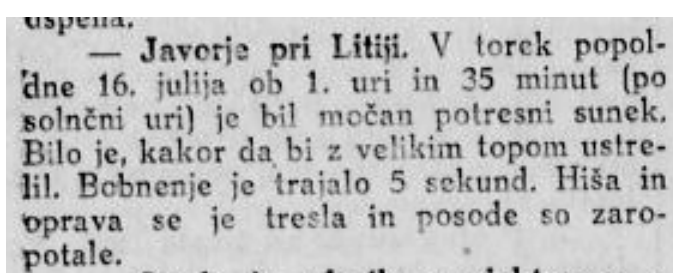 uspena.
— Javorje pri Litiji. V torek popol-
dne 16. julija ob 1. uri in 35 minut (po
solnčni uri) je bil močan potresni sunek.
Bilo je, kakor da bi z velikim topom ustre-
lil. Bobnenje je trajalo 5 sekund. Hiša in
oprava se je tresla in posode so zaro-
potale.